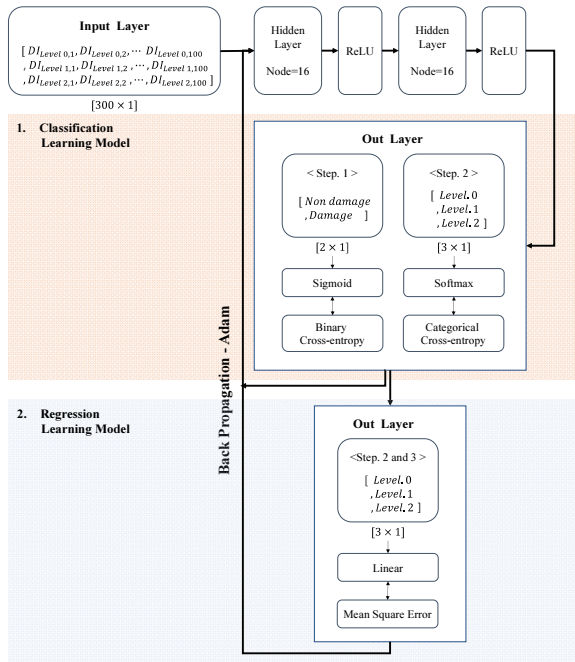 Input Layer
[ DI_Level 0,1, DI_Level 0,2, ⋯ DI_Level 0,100
, DI_Level 1,1, DI_Level 1,2 , ⋯, DI_Level 1,100
, DI_Level 2,1, DI_Level 2,2 , ⋯, DI_Level 2,100 ]
[300 × 1]
Hidden
Layer
Node=16
ReLU
Hidden
Layer
Node=16
ReLU
1. Classification
Learning Model
Out Layer
< Step. 1 >
[ Non damage
, Damage ]
[2 × 1]
Sigmoid
Binary
Cross-entropy
<Step. 2 >
[ Level. 0
, Level. 1
, Level. 2 ]
[3 × 1]
Softmax
Categorical
Cross-entropy
Back Propagation - Adam
2. Regression
Learning Model
Out Layer
<Step. 2 and 3 >
[ Level. 0
, Level. 1
, Level. 2 ]
[3 × 1]
Linear
Mean Square Error